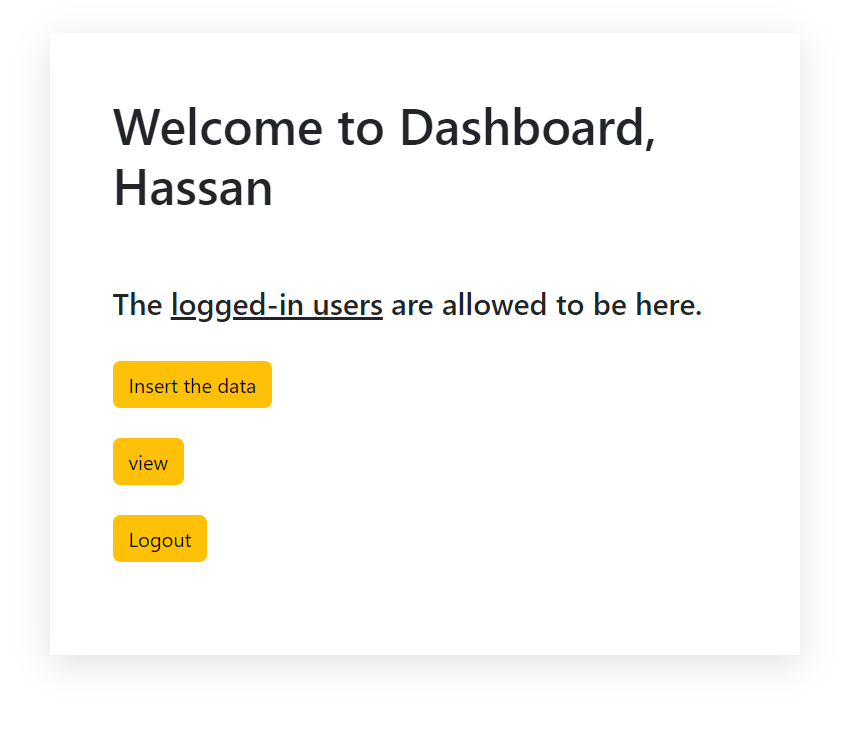 Welcome to Dashboard,
Hassan
The logged-in users are allowed to be here.
Insert the data
view
Logout